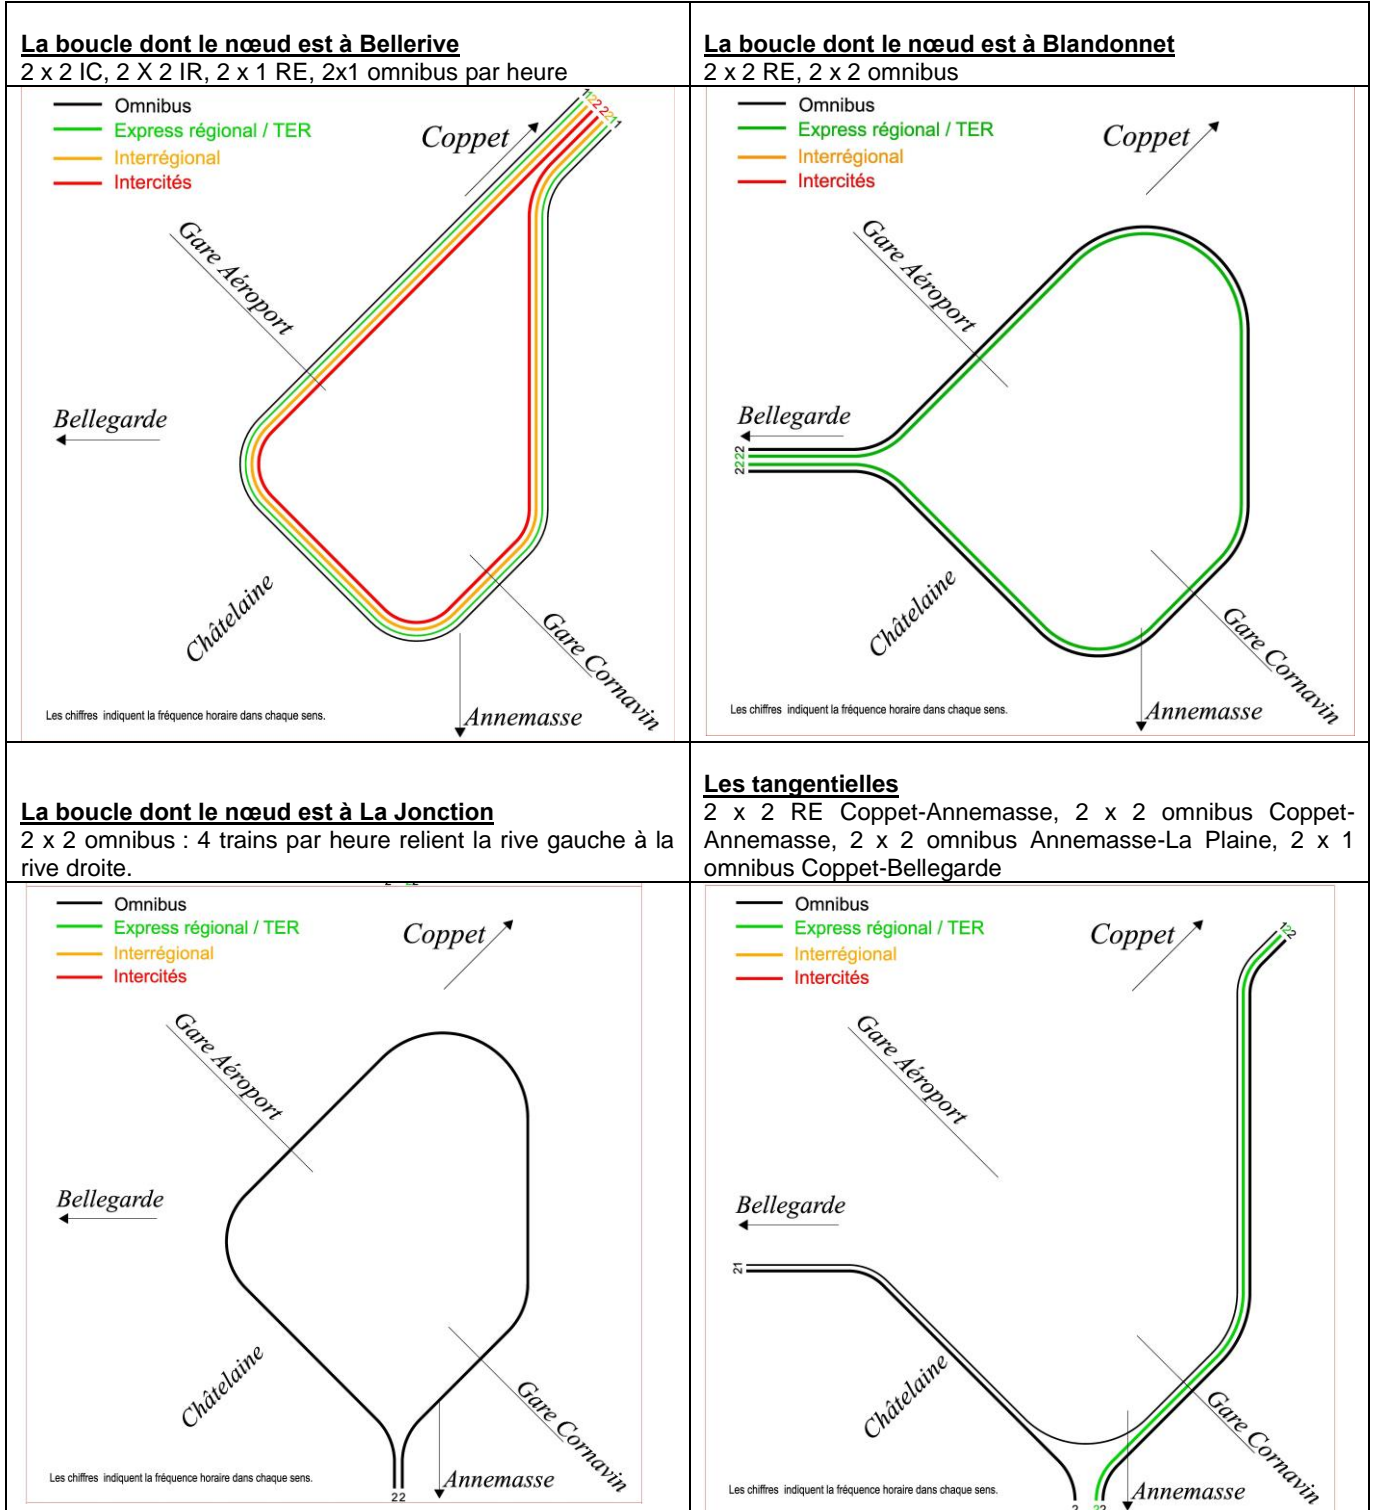 La boucle dont le nœud est à Bellerive
2 x 2 IC, 2 X 2 IR, 2 x 1 RE, 2x1 omnibus par heure
La boucle dont le nœud est à Blandonnet
2 x 2 RE, 2 x 2 omnibus
Omnibus
Express régional / TER
Interrégional
Intercités
Coppet
Gare Aéroport
Bellegarde
Châtelaine
Gare Cornavin
Annemasse
Les chiffres indiquent la fréquence horaire dans chaque sens.
Omnibus
Express régional / TER
Interrégional
Intercités
Coppet
Gare Aéroport
Bellegarde
2222
Châtelaine
Gare Cornavin
Annemasse
Les chiffres indiquent la fréquence horaire dans chaque sens.
La boucle dont le nœud est à La Jonction
2 x 2 omnibus : 4 trains par heure relient la rive gauche à la
rive droite.
Les tangentielles
2 x 2 RE Coppet-Annemasse, 2 x 2 omnibus Coppet-
Annemasse, 2 x 2 omnibus Annemasse-La Plaine, 2 x 1
omnibus Coppet-Bellegarde
Omnibus
Express régional / TER
Interrégional
Intercités
Coppet
Gare Aéroport
Bellegarde
Châtelaine
Gare Cornavin
Annemasse
22
Les chiffres indiquent la fréquence horaire dans chaque sens.
Omnibus
Express régional / TER
Interrégional
Intercités
Coppet
122
Gare Aéroport
Bellegarde
21
Châtelaine
Gare Cornavin
Annemasse
Les chiffres indiquent la fréquence horaire dans chaque sens.
2 22